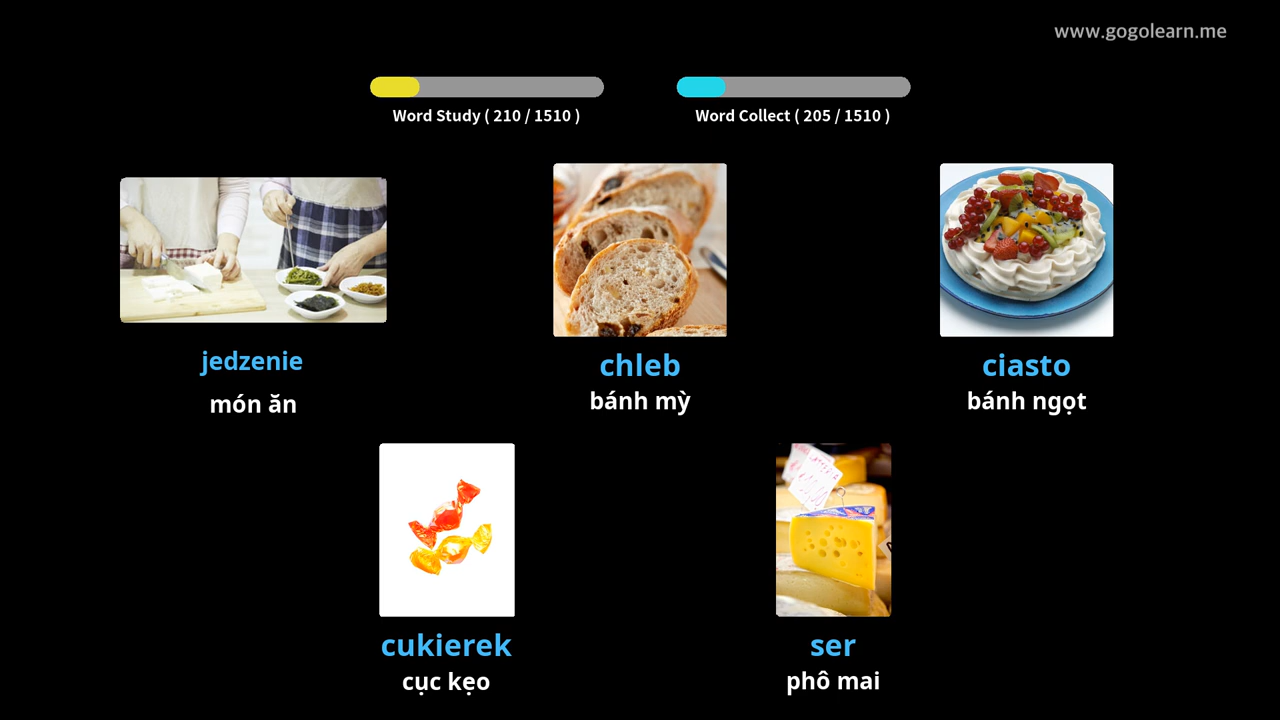 www.gogolearn.me
Word Study ( 210 / 1510 )
Word Collect ( 205 / 1510 )
jedzenie
món ăn
chleb
bánh mỳ
ciasto
bánh ngọt
cukierek
cục kẹo
ser
phô mai